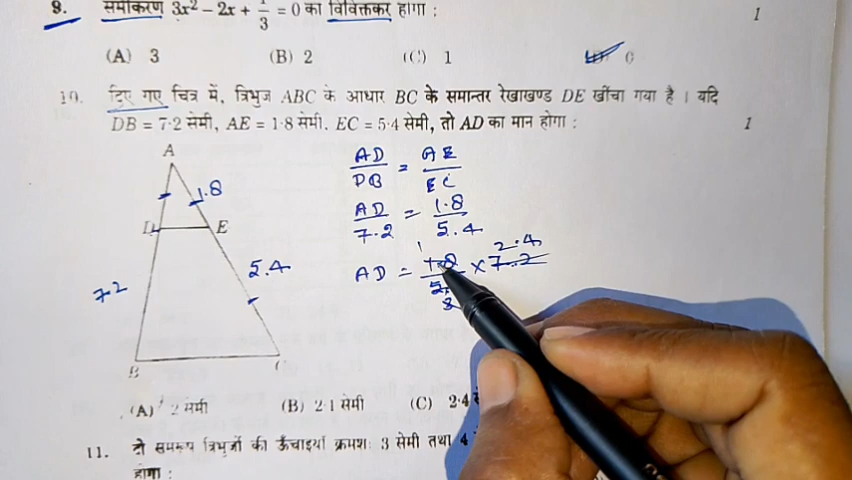 9. समीकरण 3x² − 2x + 1/3 = 0 का विविक्तकर होगा : 1
(A) 3 (B) 2 (C) 1 0
10. दिए गए चित्र में, त्रिभुज ABC के आधार BC के समान्तर रेखाखण्ड DE खींचा गया है । यदि
DB = 7·2 सेमी, AE = 1·8 सेमी, EC = 5·4 सेमी, तो AD का मान होगा : 1
A
1.8
D E
7.2
5.4
B C
AD/DB = AE/EC
AD/7.2 = 1.8/5.4
1 2.4
AD = 1.8/5. × 7.2
(A) 2 सेमी (B) 2·1 सेमी (C) 2·4
11. दो समरूप त्रिभुजों की ऊँचाइयाँ क्रमशः 3 सेमी तथा 4
होगा :